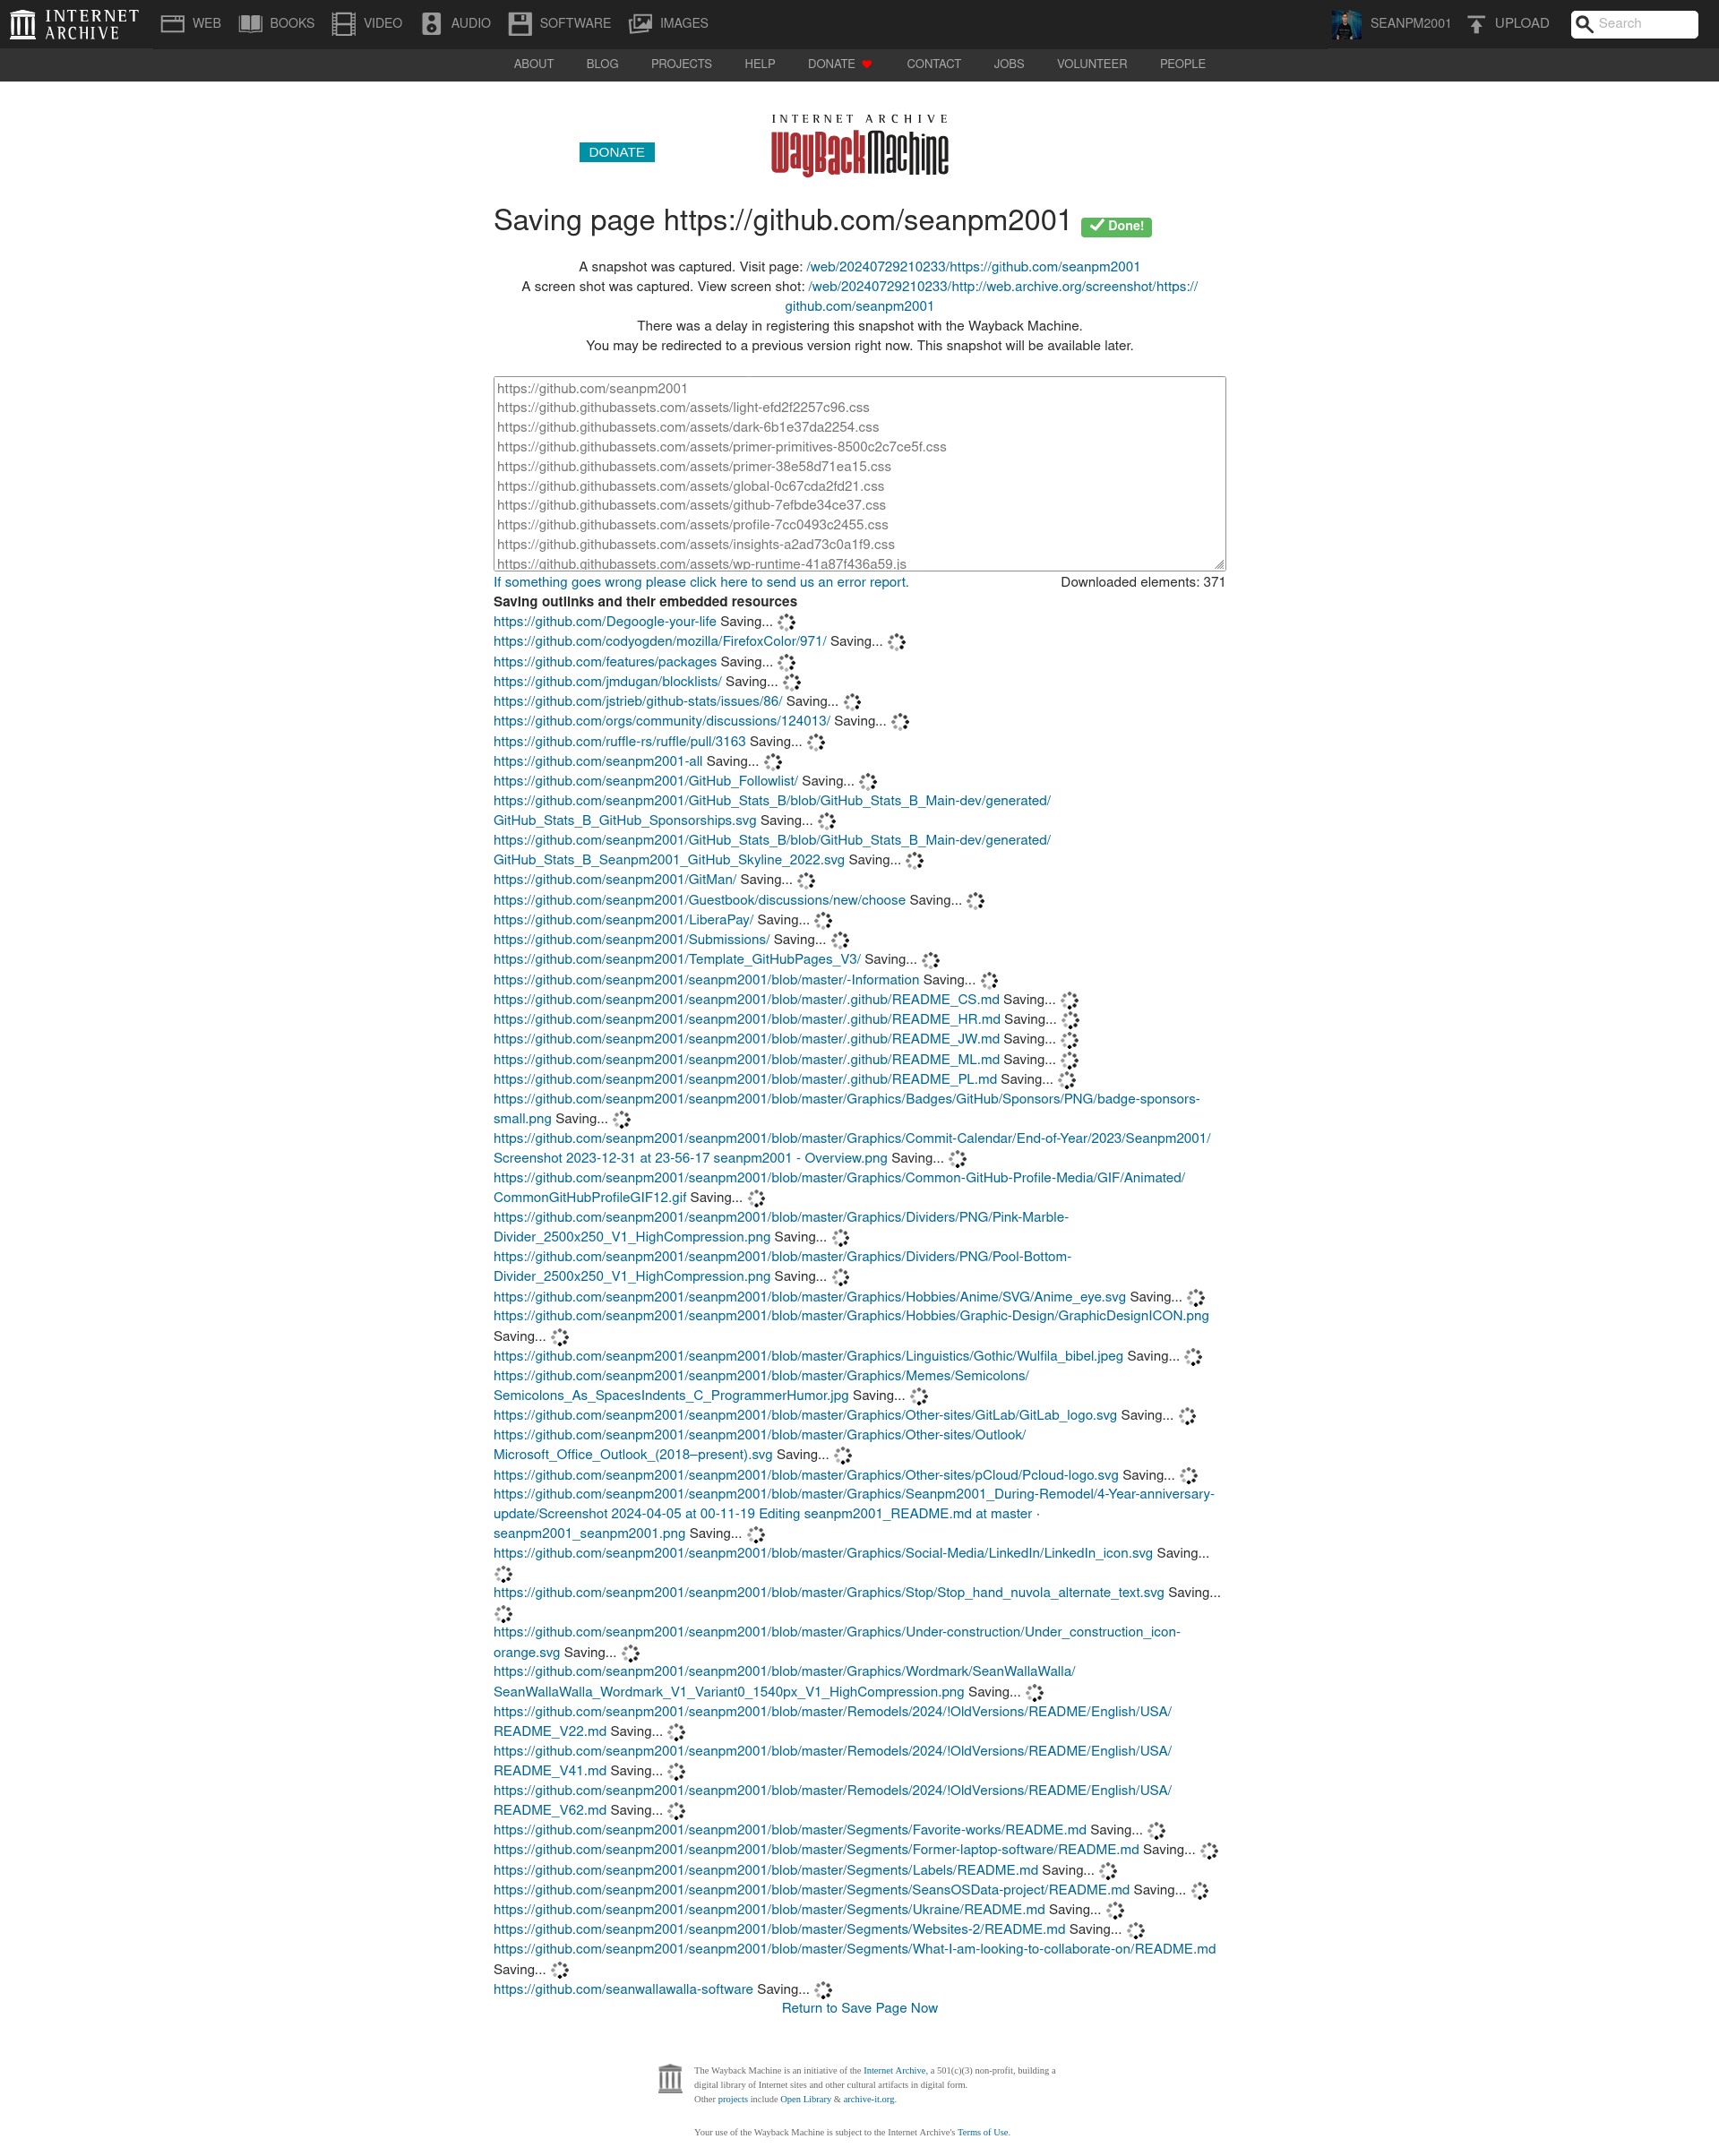 INTERNET ARCHIVE
WEB BOOKS VIDEO AUDIO SOFTWARE IMAGES SEANPM2001 UPLOAD Search
ABOUT BLOG PROJECTS HELP DONATE CONTACT JOBS VOLUNTEER PEOPLE
INTERNET ARCHIVE
DONATE
WayBackMachine
Saving page https://github.com/seanpm2001 Done!
A snapshot was captured. Visit page: /web/20240729210233/https://github.com/seanpm2001
A screen shot was captured. View screen shot: /web/20240729210233/http://web.archive.org/screenshot/https://
github.com/seanpm2001
There was a delay in registering this snapshot with the Wayback Machine.
You may be redirected to a previous version right now. This snapshot will be available later.
https://github.com/seanpm2001
https://github.githubassets.com/assets/light-efd2f2257c96.css
https://github.githubassets.com/assets/dark-6b1e37da2254.css
https://github.githubassets.com/assets/primer-primitives-8500c2c7ce5f.css
https://github.githubassets.com/assets/primer-38e58d71ea15.css
https://github.githubassets.com/assets/global-0c67cda2fd21.css
https://github.githubassets.com/assets/github-7efbde34ce37.css
https://github.githubassets.com/assets/profile-7cc0493c2455.css
https://github.githubassets.com/assets/insights-a2ad73c0a1f9.css
https://github.githubassets.com/assets/wp-runtime-41a87f436a59.js
If something goes wrong please click here to send us an error report. Downloaded elements: 371
Saving outlinks and their embedded resources
https://github.com/Degoogle-your-life Saving...
https://github.com/codyogden/mozilla/FirefoxColor/971/ Saving...
https://github.com/features/packages Saving...
https://github.com/jmdugan/blocklists/ Saving...
https://github.com/jstrieb/github-stats/issues/86/ Saving...
https://github.com/orgs/community/discussions/124013/ Saving...
https://github.com/ruffle-rs/ruffle/pull/3163 Saving...
https://github.com/seanpm2001-all Saving...
https://github.com/seanpm2001/GitHub_Followlist/ Saving...
https://github.com/seanpm2001/GitHub_Stats_B/blob/GitHub_Stats_B_Main-dev/generated/
GitHub_Stats_B_GitHub_Sponsorships.svg Saving...
https://github.com/seanpm2001/GitHub_Stats_B/blob/GitHub_Stats_B_Main-dev/generated/
GitHub_Stats_B_Seanpm2001_GitHub_Skyline_2022.svg Saving...
https://github.com/seanpm2001/GitMan/ Saving...
https://github.com/seanpm2001/Guestbook/discussions/new/choose Saving...
https://github.com/seanpm2001/LiberaPay/ Saving...
https://github.com/seanpm2001/Submissions/ Saving...
https://github.com/seanpm2001/Template_GitHubPages_V3/ Saving...
https://github.com/seanpm2001/seanpm2001/blob/master/-Information Saving...
https://github.com/seanpm2001/seanpm2001/blob/master/.github/README_CS.md Saving...
https://github.com/seanpm2001/seanpm2001/blob/master/.github/README_HR.md Saving...
https://github.com/seanpm2001/seanpm2001/blob/master/.github/README_JW.md Saving...
https://github.com/seanpm2001/seanpm2001/blob/master/.github/README_ML.md Saving...
https://github.com/seanpm2001/seanpm2001/blob/master/.github/README_PL.md Saving...
https://github.com/seanpm2001/seanpm2001/blob/master/Graphics/Badges/GitHub/Sponsors/PNG/badge-sponsors-
small.png Saving...
https://github.com/seanpm2001/seanpm2001/blob/master/Graphics/Commit-Calendar/End-of-Year/2023/Seanpm2001/
Screenshot 2023-12-31 at 23-56-17 seanpm2001 - Overview.png Saving...
https://github.com/seanpm2001/seanpm2001/blob/master/Graphics/Common-GitHub-Profile-Media/GIF/Animated/
CommonGitHubProfileGIF12.gif Saving...
https://github.com/seanpm2001/seanpm2001/blob/master/Graphics/Dividers/PNG/Pink-Marble-
Divider_2500x250_V1_HighCompression.png Saving...
https://github.com/seanpm2001/seanpm2001/blob/master/Graphics/Dividers/PNG/Pool-Bottom-
Divider_2500x250_V1_HighCompression.png Saving...
https://github.com/seanpm2001/seanpm2001/blob/master/Graphics/Hobbies/Anime/SVG/Anime_eye.svg Saving...
https://github.com/seanpm2001/seanpm2001/blob/master/Graphics/Hobbies/Graphic-Design/GraphicDesignICON.png
Saving...
https://github.com/seanpm2001/seanpm2001/blob/master/Graphics/Linguistics/Gothic/Wulfila_bibel.jpeg Saving...
https://github.com/seanpm2001/seanpm2001/blob/master/Graphics/Memes/Semicolons/
Semicolons_As_SpacesIndents_C_ProgrammerHumor.jpg Saving...
https://github.com/seanpm2001/seanpm2001/blob/master/Graphics/Other-sites/GitLab/GitLab_logo.svg Saving...
https://github.com/seanpm2001/seanpm2001/blob/master/Graphics/Other-sites/Outlook/
Microsoft_Office_Outlook_(2018–present).svg Saving...
https://github.com/seanpm2001/seanpm2001/blob/master/Graphics/Other-sites/pCloud/Pcloud-logo.svg Saving...
https://github.com/seanpm2001/seanpm2001/blob/master/Graphics/Seanpm2001_During-Remodel/4-Year-anniversary-
update/Screenshot 2024-04-05 at 00-11-19 Editing seanpm2001_README.md at master ·
seanpm2001_seanpm2001.png Saving...
https://github.com/seanpm2001/seanpm2001/blob/master/Graphics/Social-Media/LinkedIn/LinkedIn_icon.svg Saving...
https://github.com/seanpm2001/seanpm2001/blob/master/Graphics/Stop/Stop_hand_nuvola_alternate_text.svg Saving...
https://github.com/seanpm2001/seanpm2001/blob/master/Graphics/Under-construction/Under_construction_icon-
orange.svg Saving...
https://github.com/seanpm2001/seanpm2001/blob/master/Graphics/Wordmark/SeanWallaWalla/
SeanWallaWalla_Wordmark_V1_Variant0_1540px_V1_HighCompression.png Saving...
https://github.com/seanpm2001/seanpm2001/blob/master/Remodels/2024/!OldVersions/README/English/USA/
README_V22.md Saving...
https://github.com/seanpm2001/seanpm2001/blob/master/Remodels/2024/!OldVersions/README/English/USA/
README_V41.md Saving...
https://github.com/seanpm2001/seanpm2001/blob/master/Remodels/2024/!OldVersions/README/English/USA/
README_V62.md Saving...
https://github.com/seanpm2001/seanpm2001/blob/master/Segments/Favorite-works/README.md Saving...
https://github.com/seanpm2001/seanpm2001/blob/master/Segments/Former-laptop-software/README.md Saving...
https://github.com/seanpm2001/seanpm2001/blob/master/Segments/Labels/README.md Saving...
https://github.com/seanpm2001/seanpm2001/blob/master/Segments/SeansOSData-project/README.md Saving...
https://github.com/seanpm2001/seanpm2001/blob/master/Segments/Ukraine/README.md Saving...
https://github.com/seanpm2001/seanpm2001/blob/master/Segments/Websites-2/README.md Saving...
https://github.com/seanpm2001/seanpm2001/blob/master/Segments/What-I-am-looking-to-collaborate-on/README.md
Saving...
https://github.com/seanwallawalla-software Saving...
Return to Save Page Now
The Wayback Machine is an initiative of the Internet Archive, a 501(c)(3) non-profit, building a
digital library of Internet sites and other cultural artifacts in digital form.
Other projects include Open Library & archive-it.org.
Your use of the Wayback Machine is subject to the Internet Archive's Terms of Use.